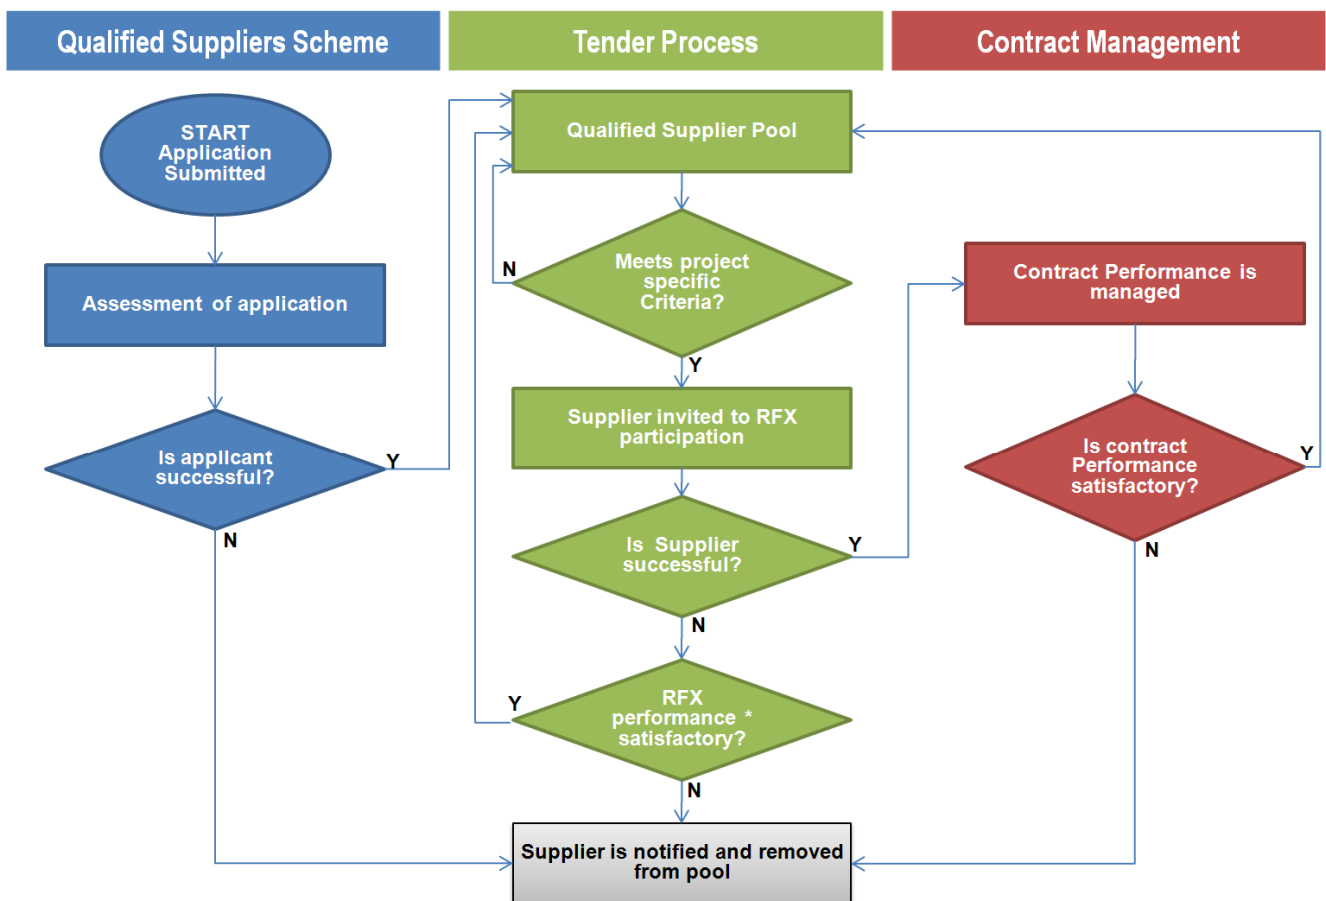 Qualified Suppliers Scheme
Tender Process
Contract Management
START
Application
Submitted
Assessment of application
Is applicant
successful?
Y
N
Qualified Supplier Pool
Meets project
specific
Criteria?
N
Y
Supplier invited to RFX
participation
Is Supplier
successful?
Y
N
RFX
performance *
satisfactory?
Y
N
Supplier is notified and removed
from pool
Contract Performance is
managed
Is contract
Performance
satisfactory?
Y
N